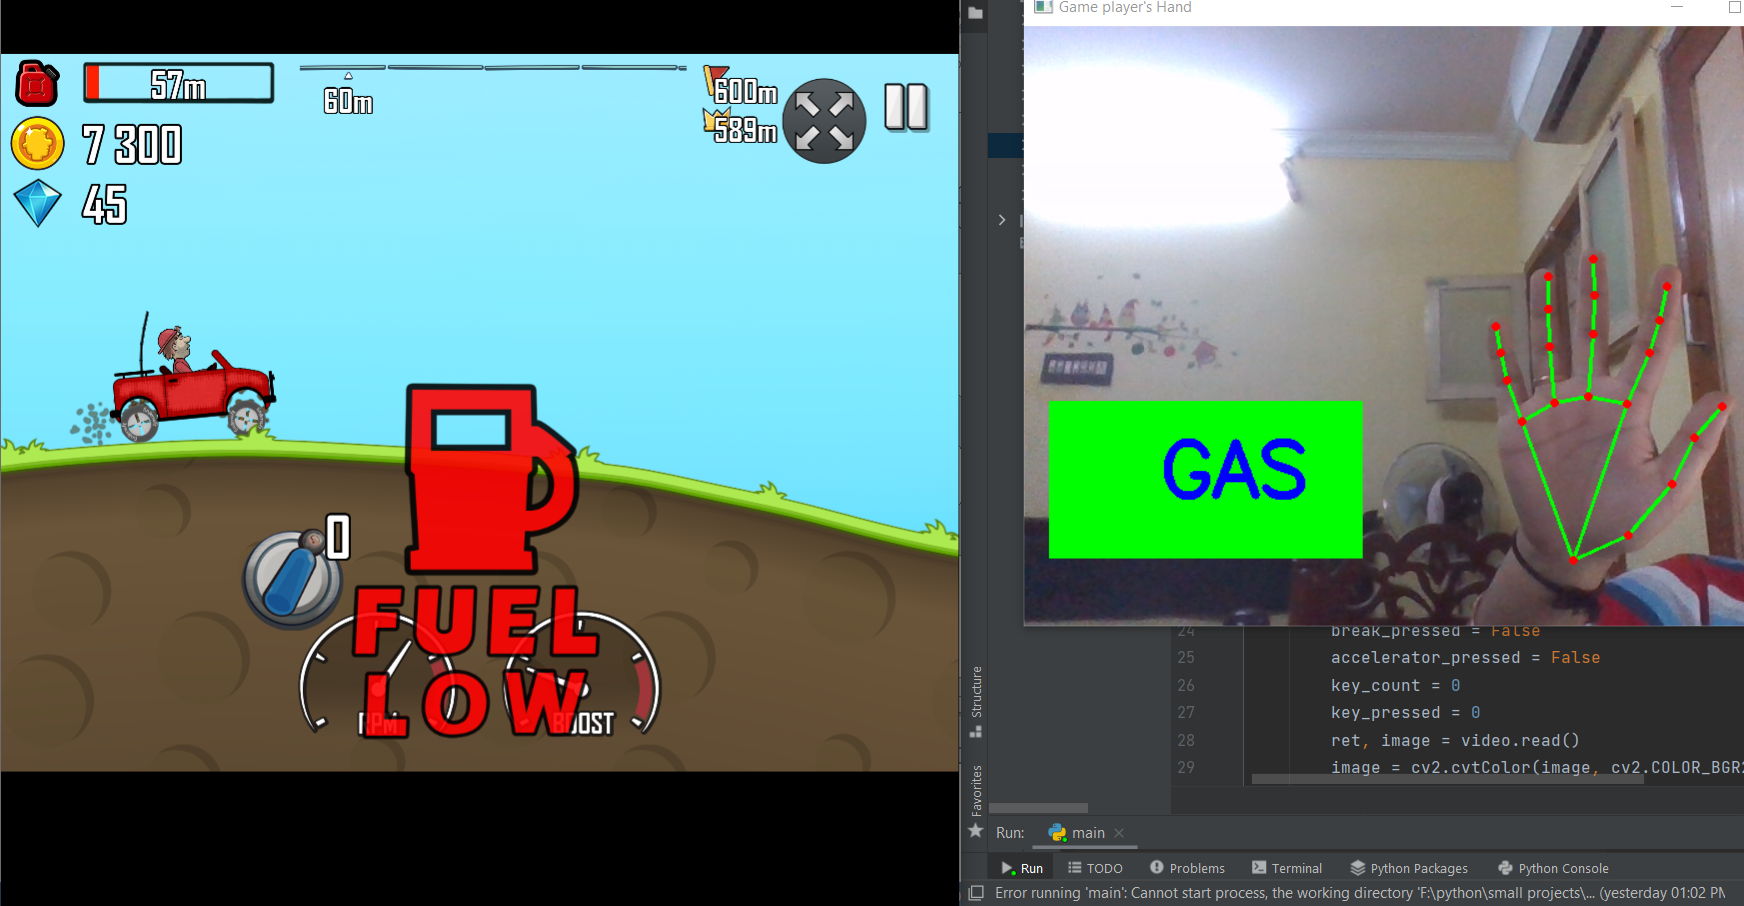 57m
60m
600m
589m
7 300
45
0
FUEL
LOW
RPM
BOOST
Game player's Hand
GAS
24 break_pressed = False
25 accelerator_pressed = False
26 key_count = 0
27 key_pressed = 0
28 ret, image = video.read()
29 image = cv2.cvtColor(image, cv2.COLOR_BGR2
Structure
Favorites
Run: main
Run TODO Problems Terminal Python Packages Python Console
Error running 'main': Cannot start process, the working directory 'F:\python\small projects\... (yesterday 01:02 PM